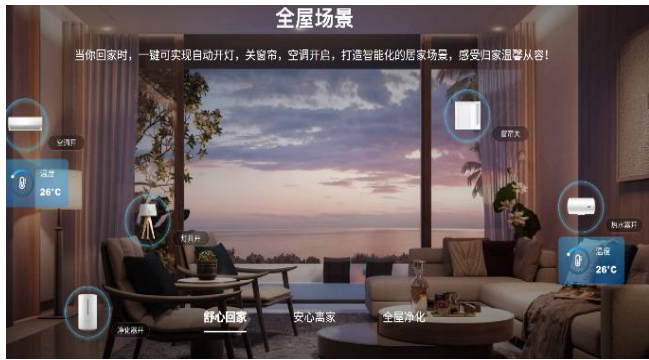 全屋场景
当你回家时，一键可实现自动开灯，关窗帘，空调开启，打造智能化的居家场景，感受归家温馨从容！
空调开
窗帘关
温度
26°C
灯具开
热水器开
温度
26°C
净化器开
舒心回家 安心离家 全屋净化